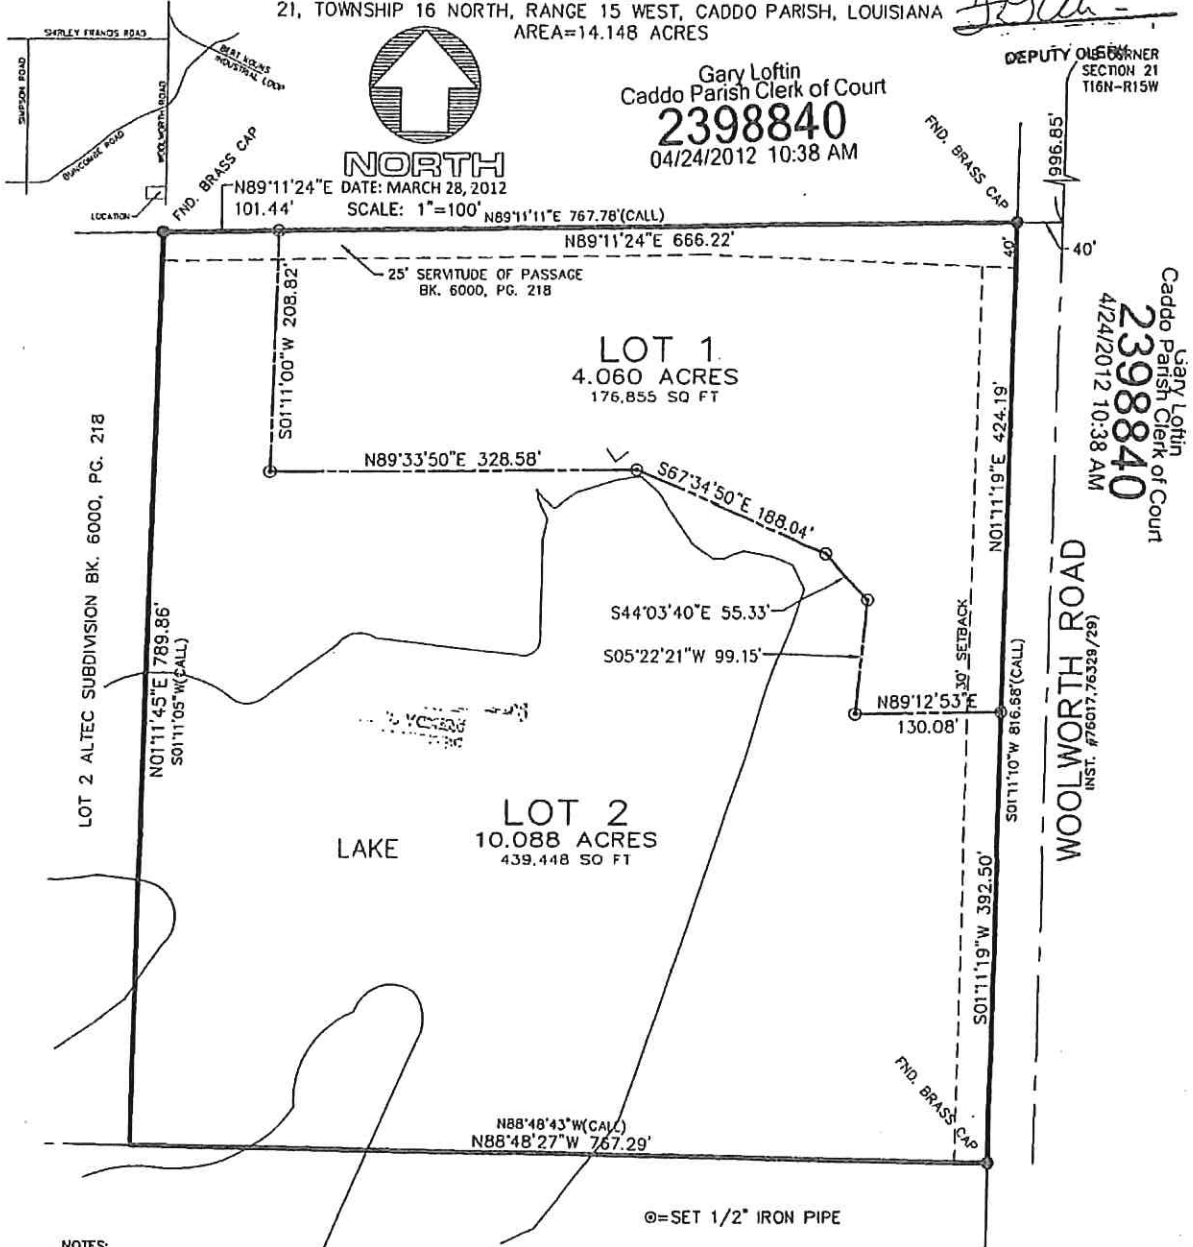 21, TOWNSHIP 16 NORTH, RANGE 15 WEST, CADDO PARISH, LOUISIANA
AREA=14.148 ACRES
SHIRLEY FRANCIS ROAD
SIMPSON ROAD
BERT KOUNS
INDUSTRIAL LOOP
WOOLWORTH ROAD
BUNCOMBE ROAD
LOCATION
NORTH
DATE: MARCH 28, 2012
SCALE: 1"=100'
Gary Loftin
Caddo Parish Clerk of Court
2398840
04/24/2012 10:38 AM
DEPUTY
CORNER
SECTION 21
T16N-R15W
996.85'
FND. BRASS CAP
FND. BRASS CAP
N89°11'24"E
101.44'
N89°11'11"E 767.78'(CALL)
N89°11'24"E 666.22'
40'
40'
25' SERVITUDE OF PASSAGE
BK. 6000, PG. 218
S01°11'00"W 208.82'
LOT 1
4.060 ACRES
176,855 SQ FT
Gary Loftin
Caddo Parish Clerk of Court
2398840
4/24/2012 10:38 AM
N89°33'50"E 328.58'
S67°34'50"E 188.04'
N01°11'19"E 424.19'
LOT 2 ALTEC SUBDIVISION BK. 6000, PG. 218
N01°11'45"E 789.86'
S01°11'05"W(CALL)
S44°03'40"E 55.33'
S05°22'21"W 99.15'
30' SETBACK
N89°12'53"E
130.08'
S01°11'10"W 816.68'(CALL)
WOOLWORTH ROAD
INST. #76017,76329/29)
LOT 2
10.088 ACRES
439,448 SQ FT
LAKE
S01°11'19"W 392.50'
FND. BRASS CAP
N88°48'43"W(CALL)
N88°48'27"W 767.29'
⊙=SET 1/2" IRON PIPE
NOTES: